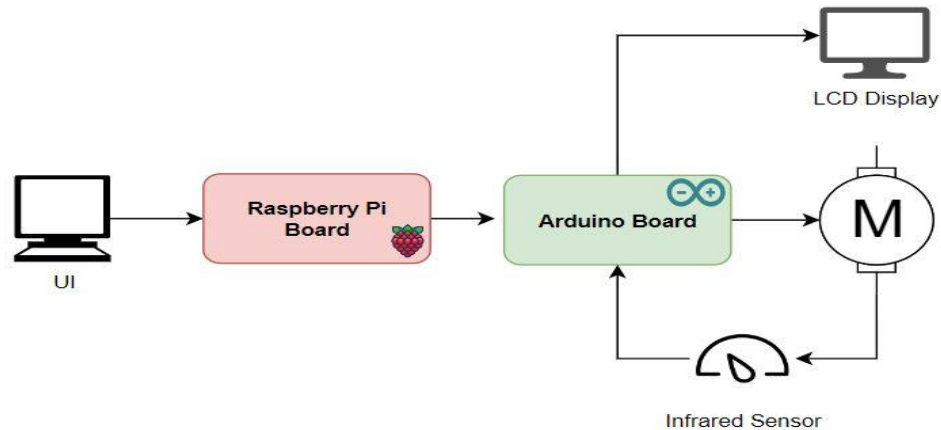 LCD Display
Raspberry Pi
Board
Arduino Board
M
UI
Infrared Sensor